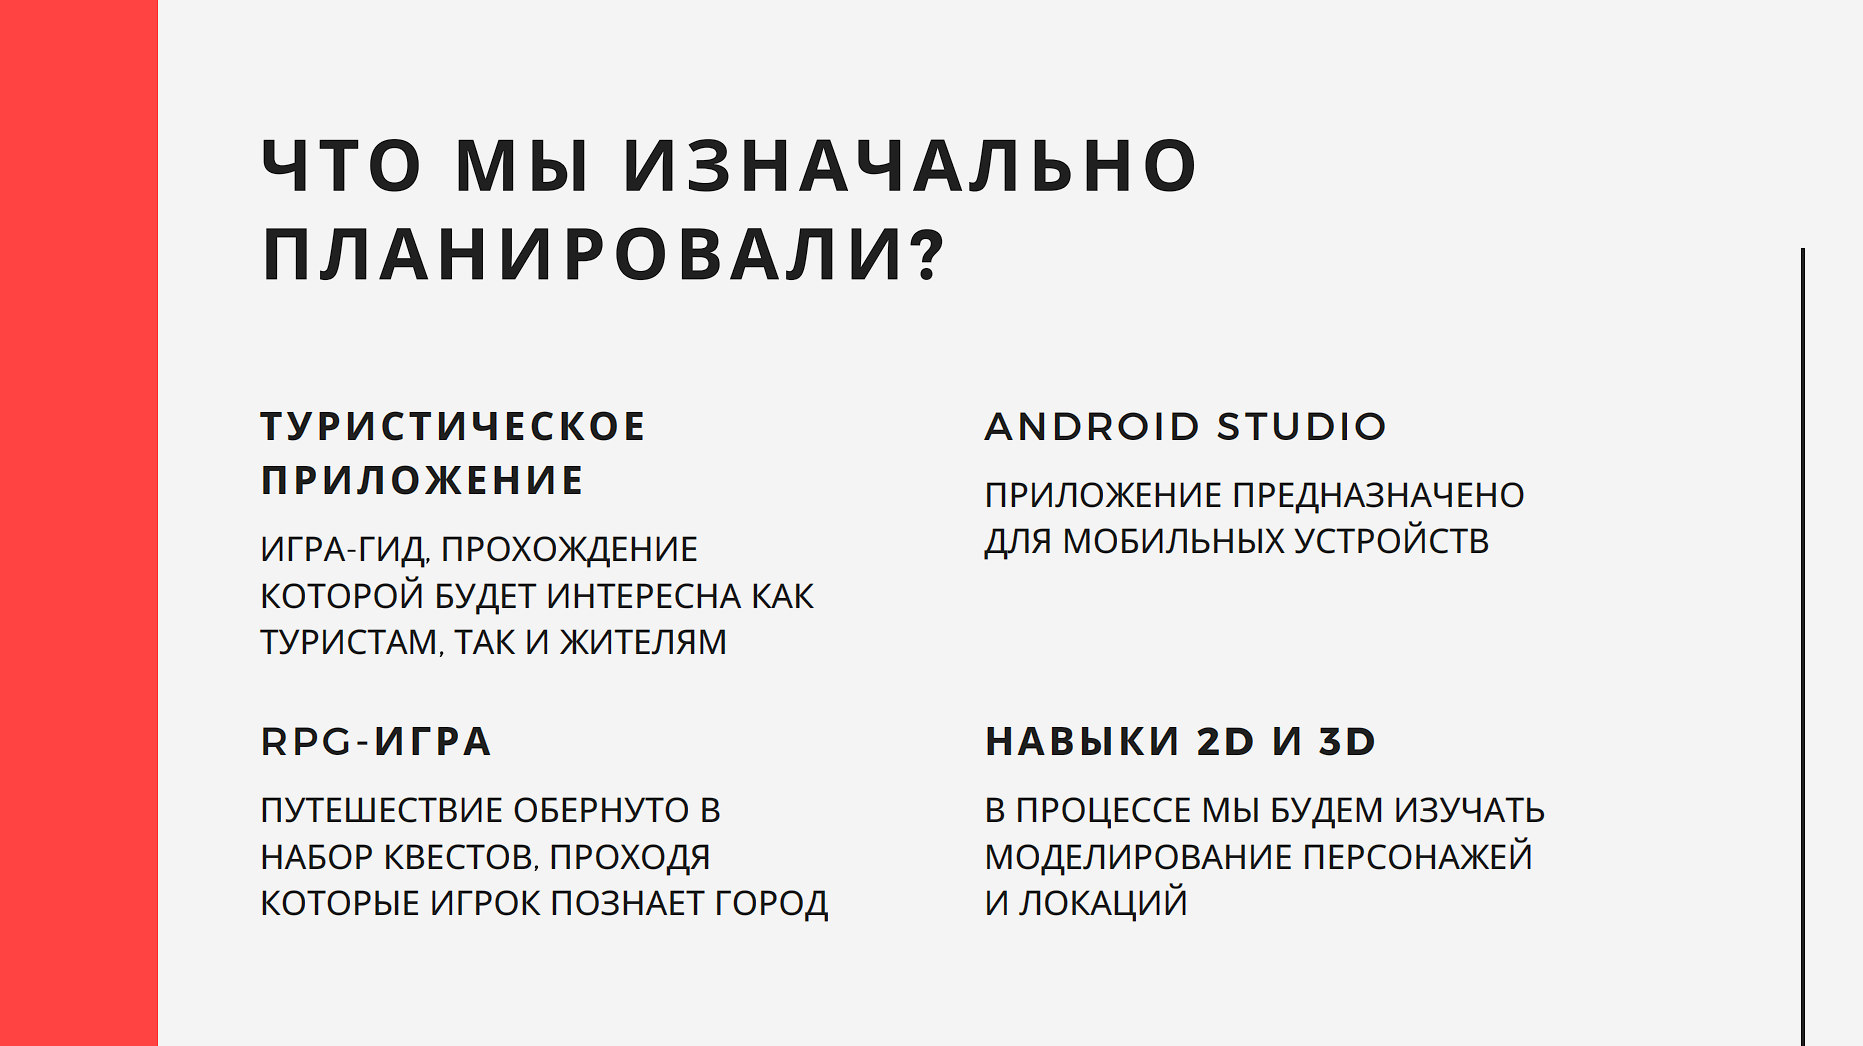 ЧТО МЫ ИЗНАЧАЛЬНО
ПЛАНИРОВАЛИ?
ТУРИСТИЧЕСКОЕ
ПРИЛОЖЕНИЕ
ИГРА-ГИД, ПРОХОЖДЕНИЕ
КОТОРОЙ БУДЕТ ИНТЕРЕСНА КАК
ТУРИСТАМ, ТАК И ЖИТЕЛЯМ
ANDROID STUDIO
ПРИЛОЖЕНИЕ ПРЕДНАЗНАЧЕНО
ДЛЯ МОБИЛЬНЫХ УСТРОЙСТВ
RPG-ИГРА
ПУТЕШЕСТВИЕ ОБЕРНУТО В
НАБОР КВЕСТОВ, ПРОХОДЯ
КОТОРЫЕ ИГРОК ПОЗНАЕТ ГОРОД
НАВЫКИ 2D И 3D
В ПРОЦЕССЕ МЫ БУДЕМ ИЗУЧАТЬ
МОДЕЛИРОВАНИЕ ПЕРСОНАЖЕЙ
И ЛОКАЦИЙ